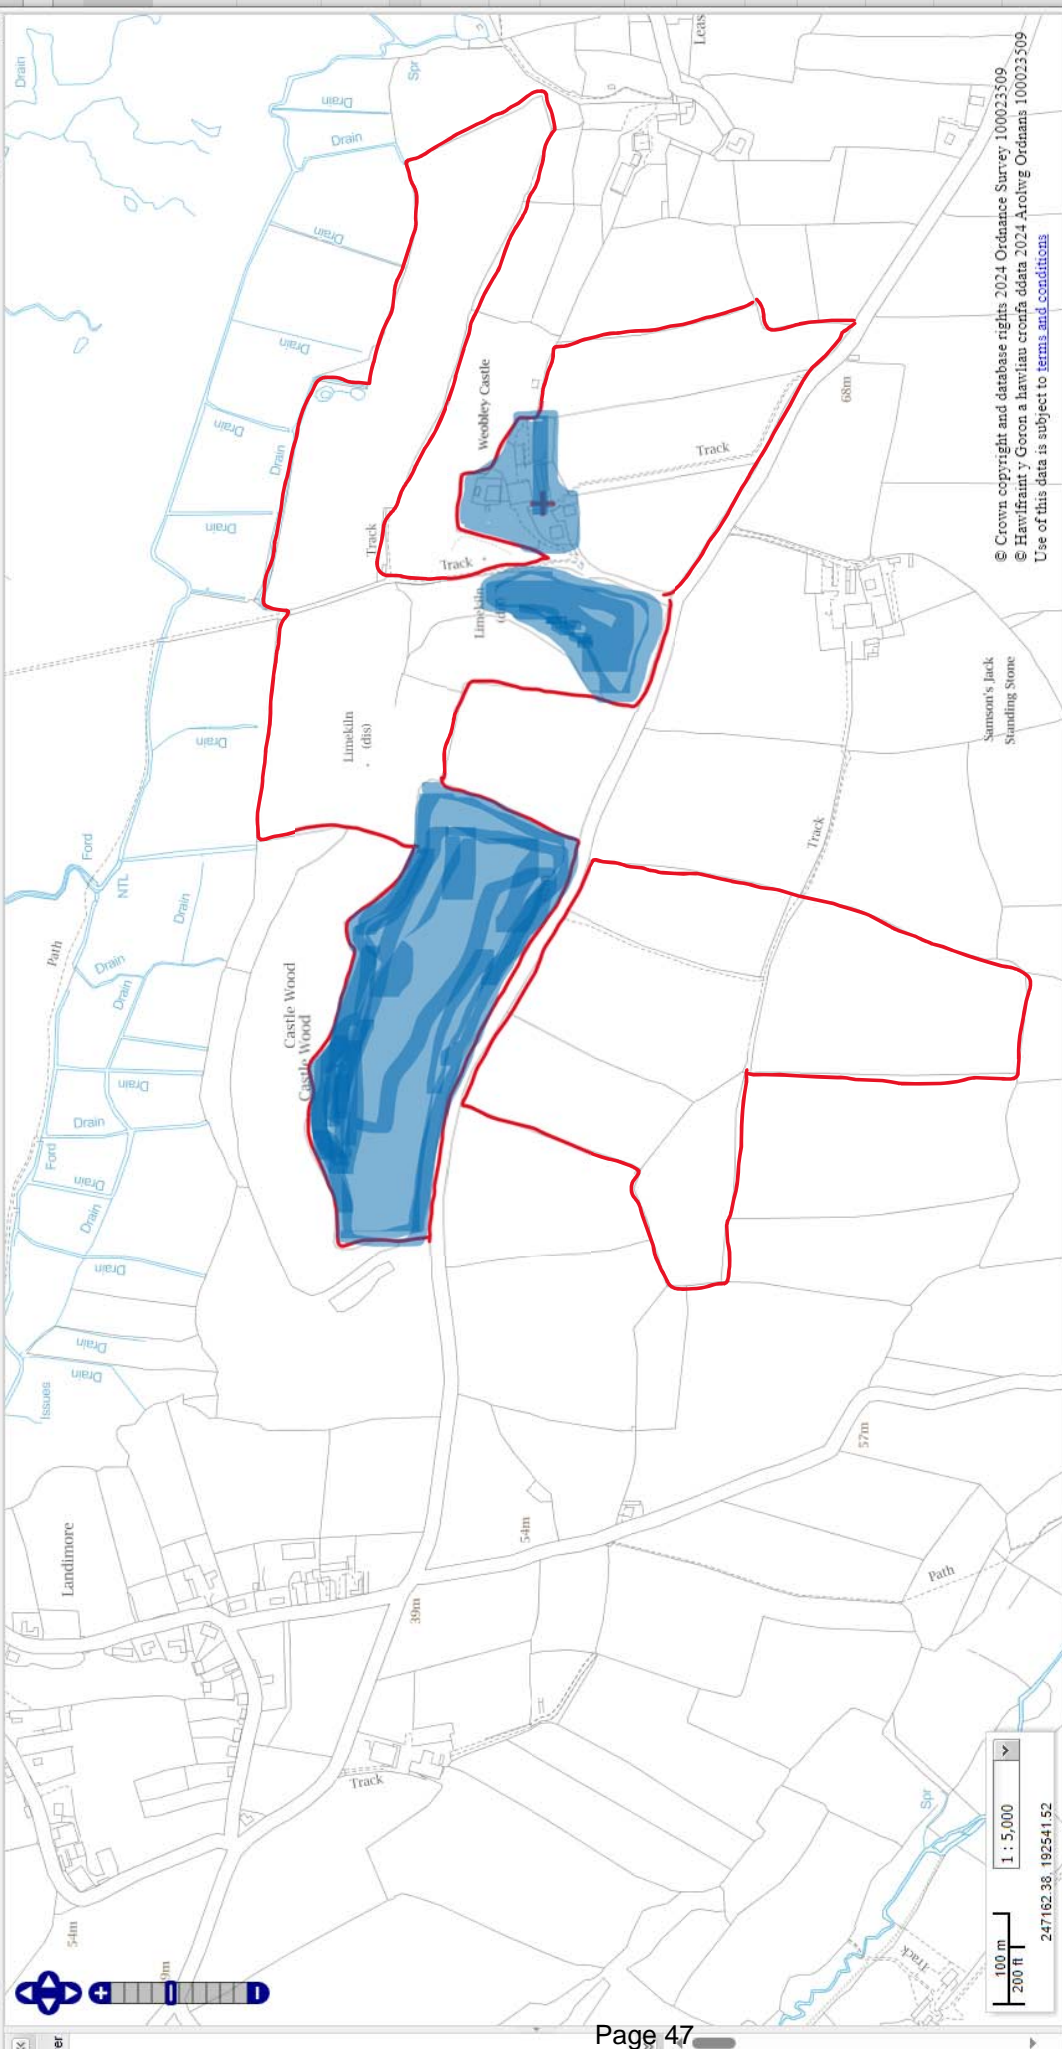 Drain
Spr
Leas
Drain
Drain
Drain
Drain
Drain
Drain
Drain
Weobley Castle
Track
68m
Track
Track
Limekiln
Limekiln
(dis)
Drain
Samson's Jack
Standing Stone
Track
Ford
NTL
Drain
Path
Drain
Drain
Castle Wood
Castle Wood
Drain
Drain
Ford
Drain
Drain
Drain
Drain
Drain
Issues
57m
54m
Landimore
39m
Path
Track
Spr
54m
9m
Track
© Crown copyright and database rights 2024 Ordnance Survey 100023509
© Hawlfraint y Goron a hawliau cronfa ddata 2024 Arolwg Ordnans 100023509
Use of this data is subject to terms and conditions
1 : 5,000
100 m
200 ft
247162.38, 192541.52
er
Page 47